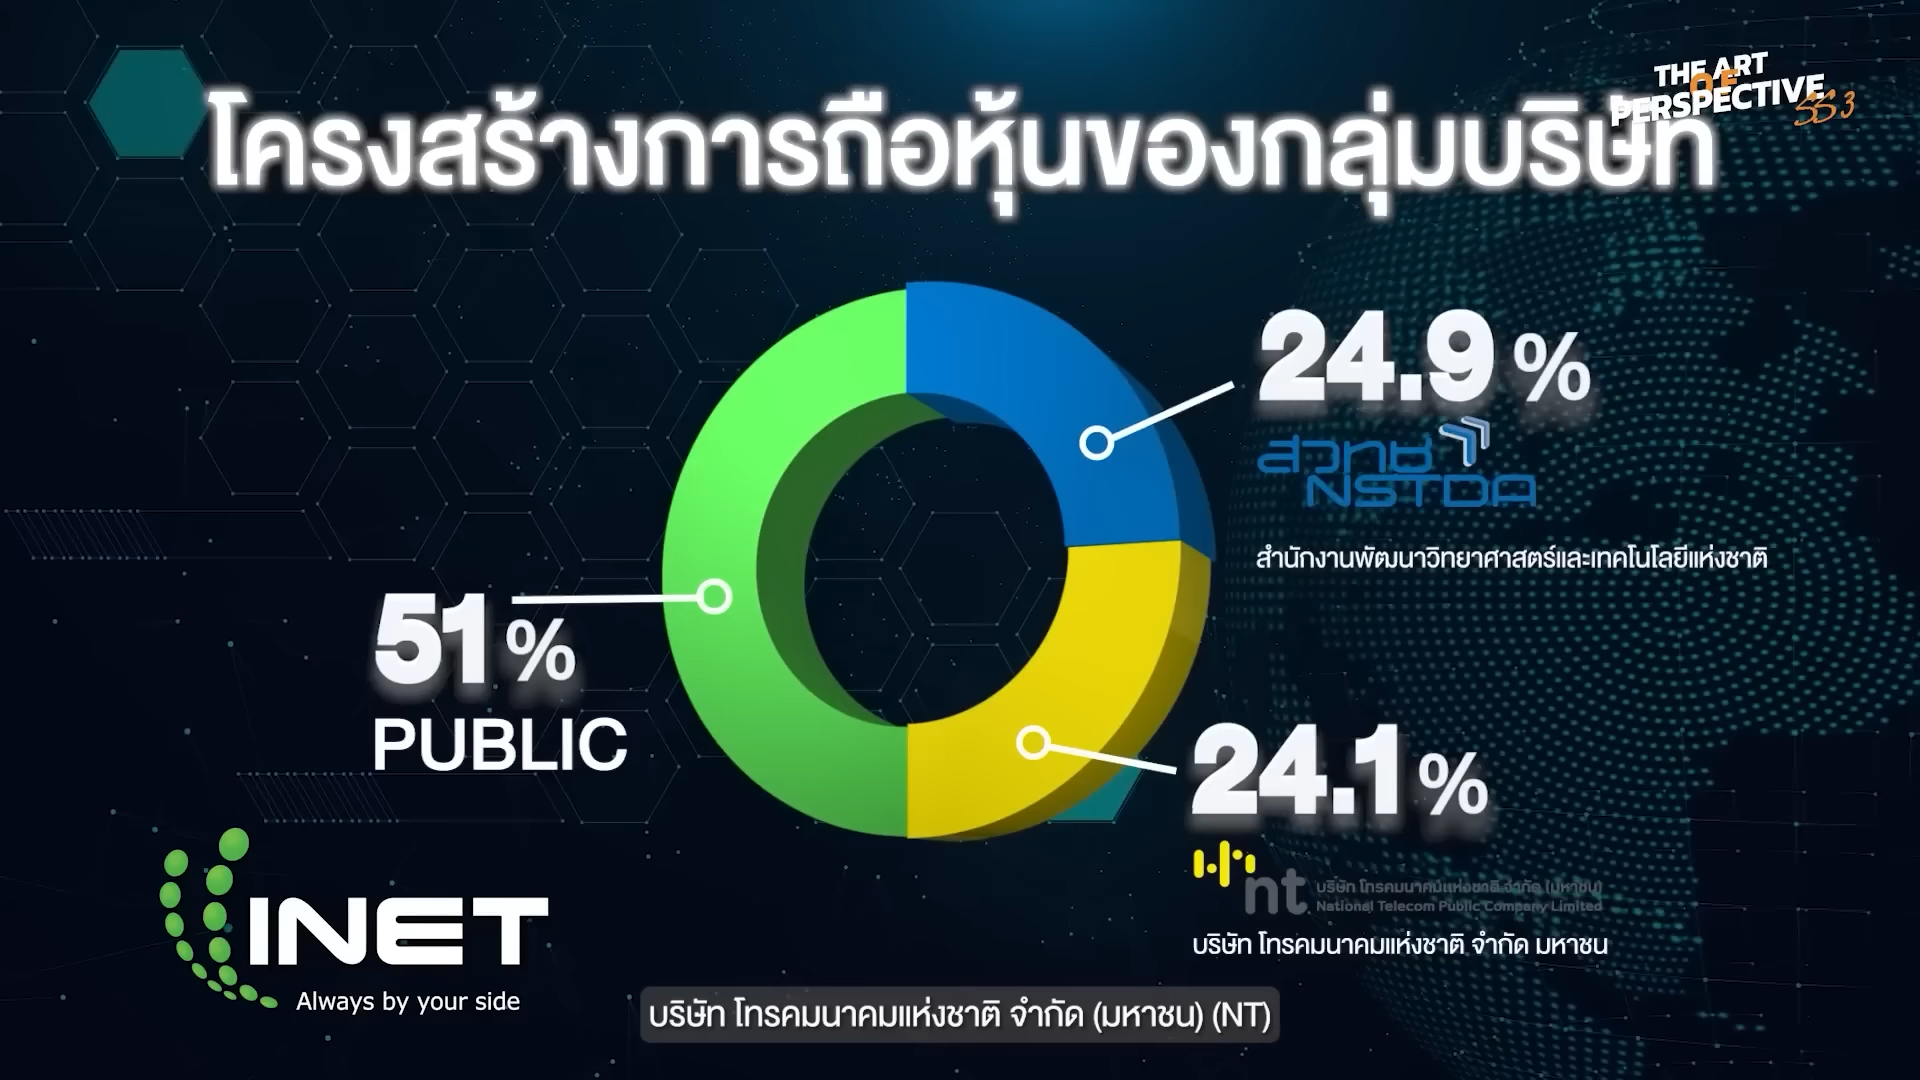 THE ART
OF
PERSPECTIVE
SS3
โครงสร้างการถือหุ้นของกลุ่มบริษัท
24.9 %
สวทช
NSTDA
สำนักงานพัฒนาวิทยาศาสตร์และเทคโนโลยีแห่งชาติ
51 %
PUBLIC
24.1 %
nt
บริษัท โทรคมนาคมแห่งชาติ จำกัด (มหาชน)
National Telecom Public Company Limited
บริษัท โทรคมนาคมแห่งชาติ จำกัด มหาชน
INET
Always by your side
บริษัท โทรคมนาคมแห่งชาติ จำกัด (มหาชน) (NT)